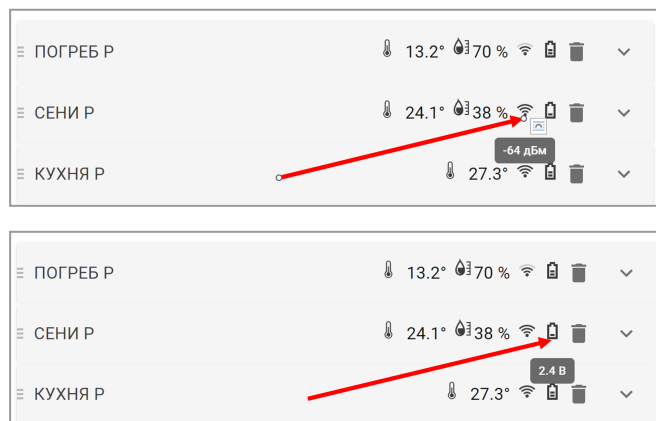 ПОГРЕБ Р 13.2° 70 %
СЕНИ Р 24.1° 38 %
-64 дБм
КУХНЯ Р 27.3°
ПОГРЕБ Р 13.2° 70 %
СЕНИ Р 24.1° 38 %
2.4 В
КУХНЯ Р 27.3°